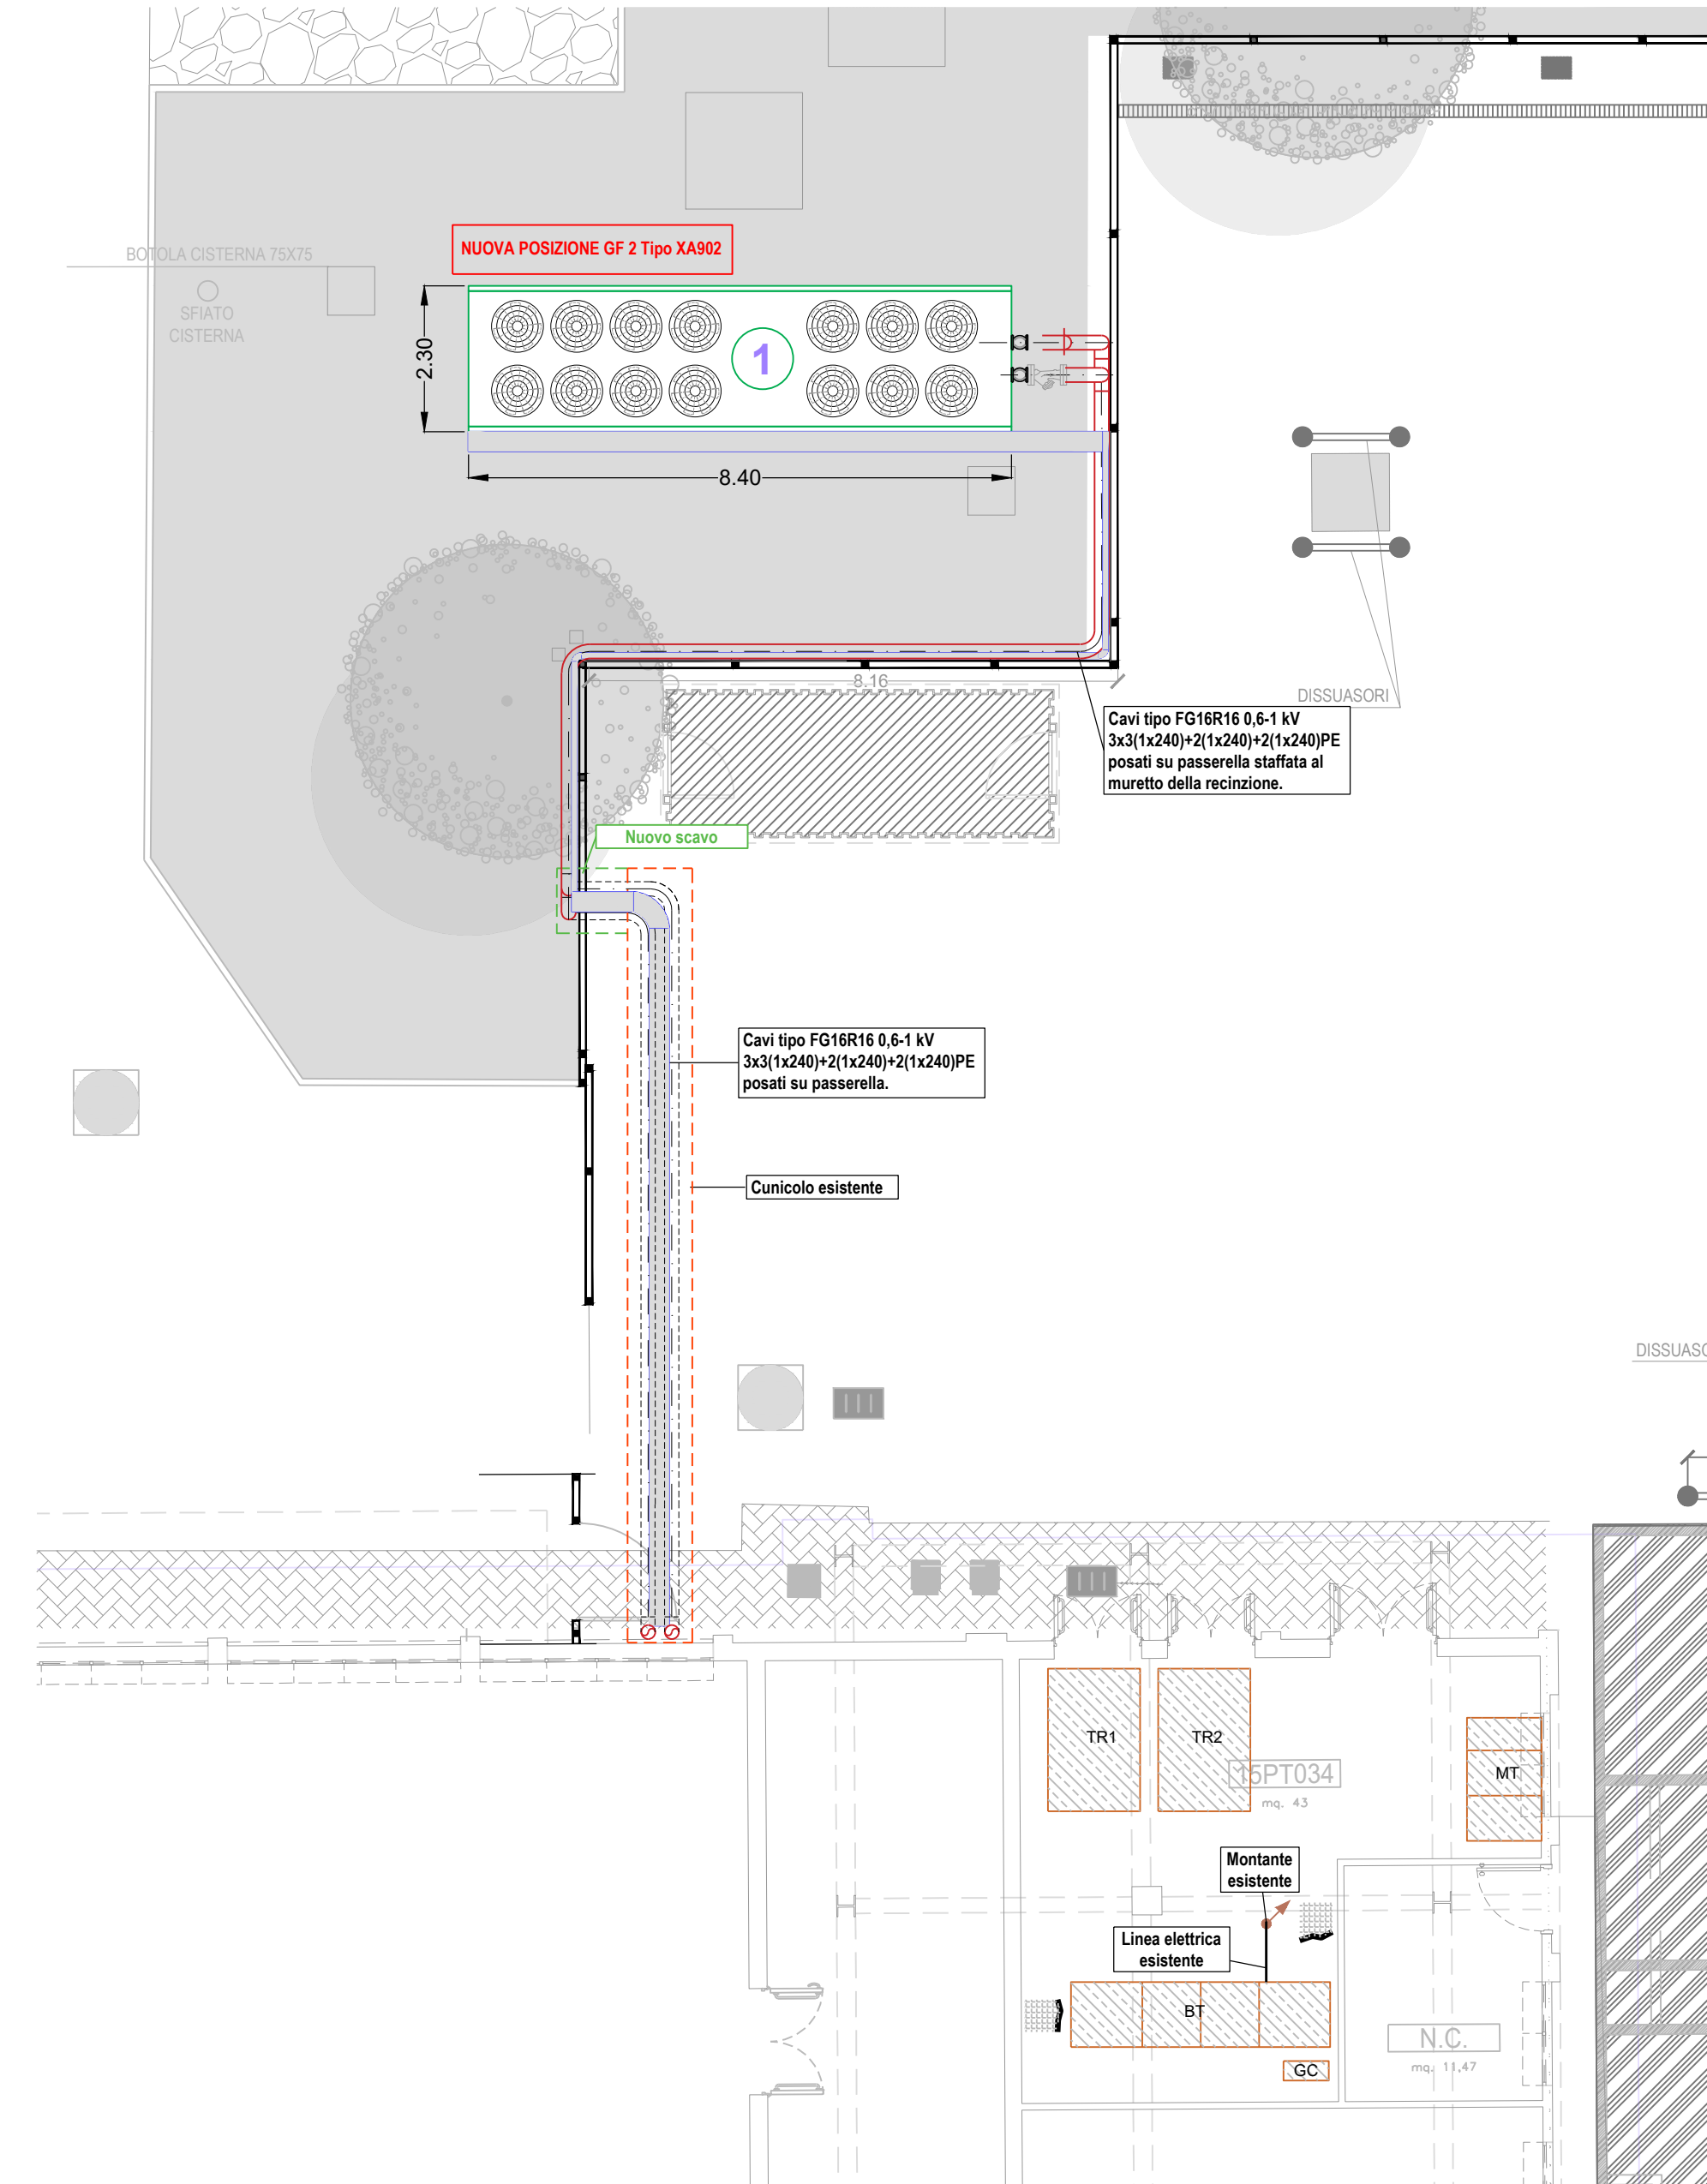 BOTOLA CISTERNA 75X75
SFIATO
CISTERNA
NUOVA POSIZIONE GF 2 Tipo XA902
2.30
1
8.40
8.16
DISSUASORI
Cavi tipo FG16R16 0,6-1 kV
3x3(1x240)+2(1x240)+2(1x240)PE
posati su passerella staffata al
muretto della recinzione.
Nuovo scavo
Cavi tipo FG16R16 0,6-1 kV
3x3(1x240)+2(1x240)+2(1x240)PE
posati su passerella.
Cunicolo esistente
DISSUASO
TR1
TR2
15PT034
mq. 43
MT
Montante
esistente
Linea elettrica
esistente
BT
GC
N.C.
mq. 11,47